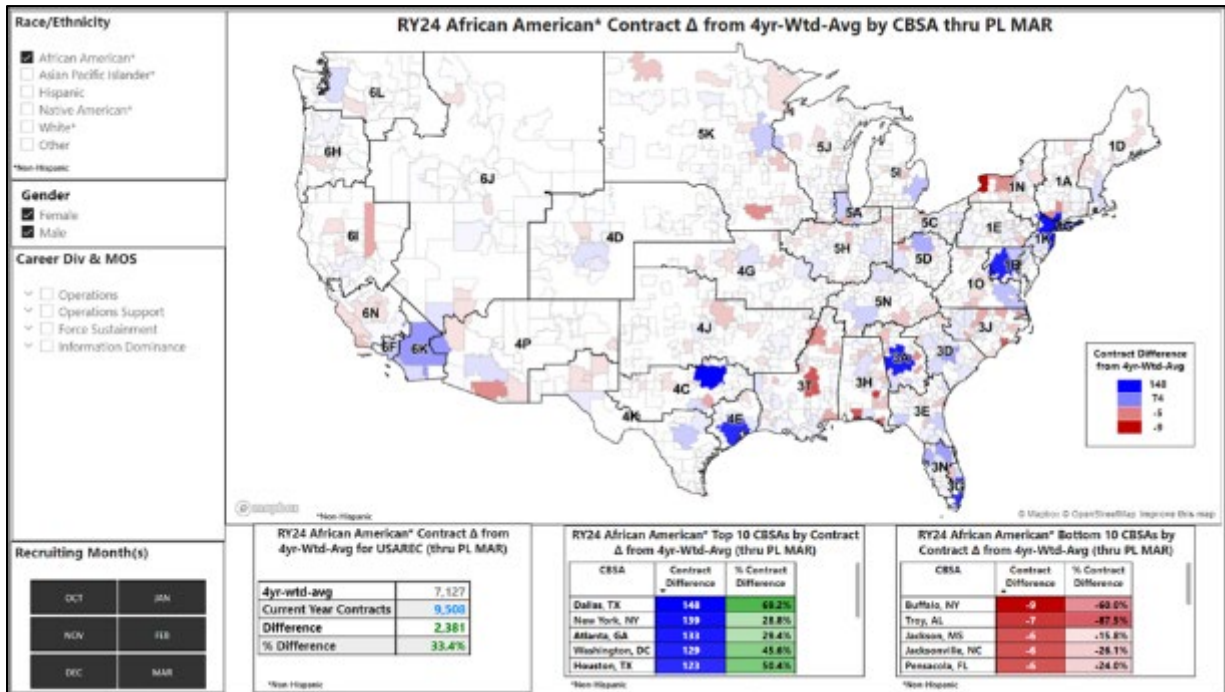 Race/Ethnicity
African American*
Asian Pacific Islander*
Hispanic
Native American*
White*
Other
*Non-Hispanic
Gender
Female
Male
Career Div & MOS
Operations
Operations Support
Force Sustainment
Information Dominance
Recruiting Month(s)
OCT JAN
NOV FEB
DEC MAR
RY24 African American* Contract Δ from 4yr-Wtd-Avg by CBSA thru PL MAR
6L
6H
6J
6I
6N
6F
6K
5K
5J
5I
5A
4D
5H
5C
5D
4G
5N
4J
4P
4C
4K
4E
3T
3H
3A
3D
3E
3J
3N
3G
1D
1A
1N
1E
1K
1G
1B
1O
Contract Difference
from 4yr-Wtd-Avg
148
74
-5
-9
mapbox
*Non-Hispanic
© Mapbox © OpenStreetMap Improve this map
RY24 African American* Contract Δ from
4yr-Wtd-Avg for USAREC (thru PL MAR)
4yr-wtd-avg 7,127
Current Year Contracts 9,508
Difference 2,381
% Difference 33.4%
*Non-Hispanic
RY24 African American* Top 10 CBSAs by Contract
Δ from 4yr-Wtd-Avg (thru PL MAR)
CBSA Contract Difference % Contract Difference
Dallas, TX 148 69.2%
New York, NY 139 28.8%
Atlanta, GA 133 29.4%
Washington, DC 129 45.6%
Houston, TX 123 50.4%
*Non-Hispanic
RY24 African American* Bottom 10 CBSAs by
Contract Δ from 4yr-Wtd-Avg (thru PL MAR)
CBSA Contract Difference % Contract Difference
Buffalo, NY -9 -60.0%
Troy, AL -7 -87.5%
Jackson, MS -6 -15.8%
Jacksonville, NC -6 -26.1%
Pensacola, FL -6 -24.0%
*Non-Hispanic